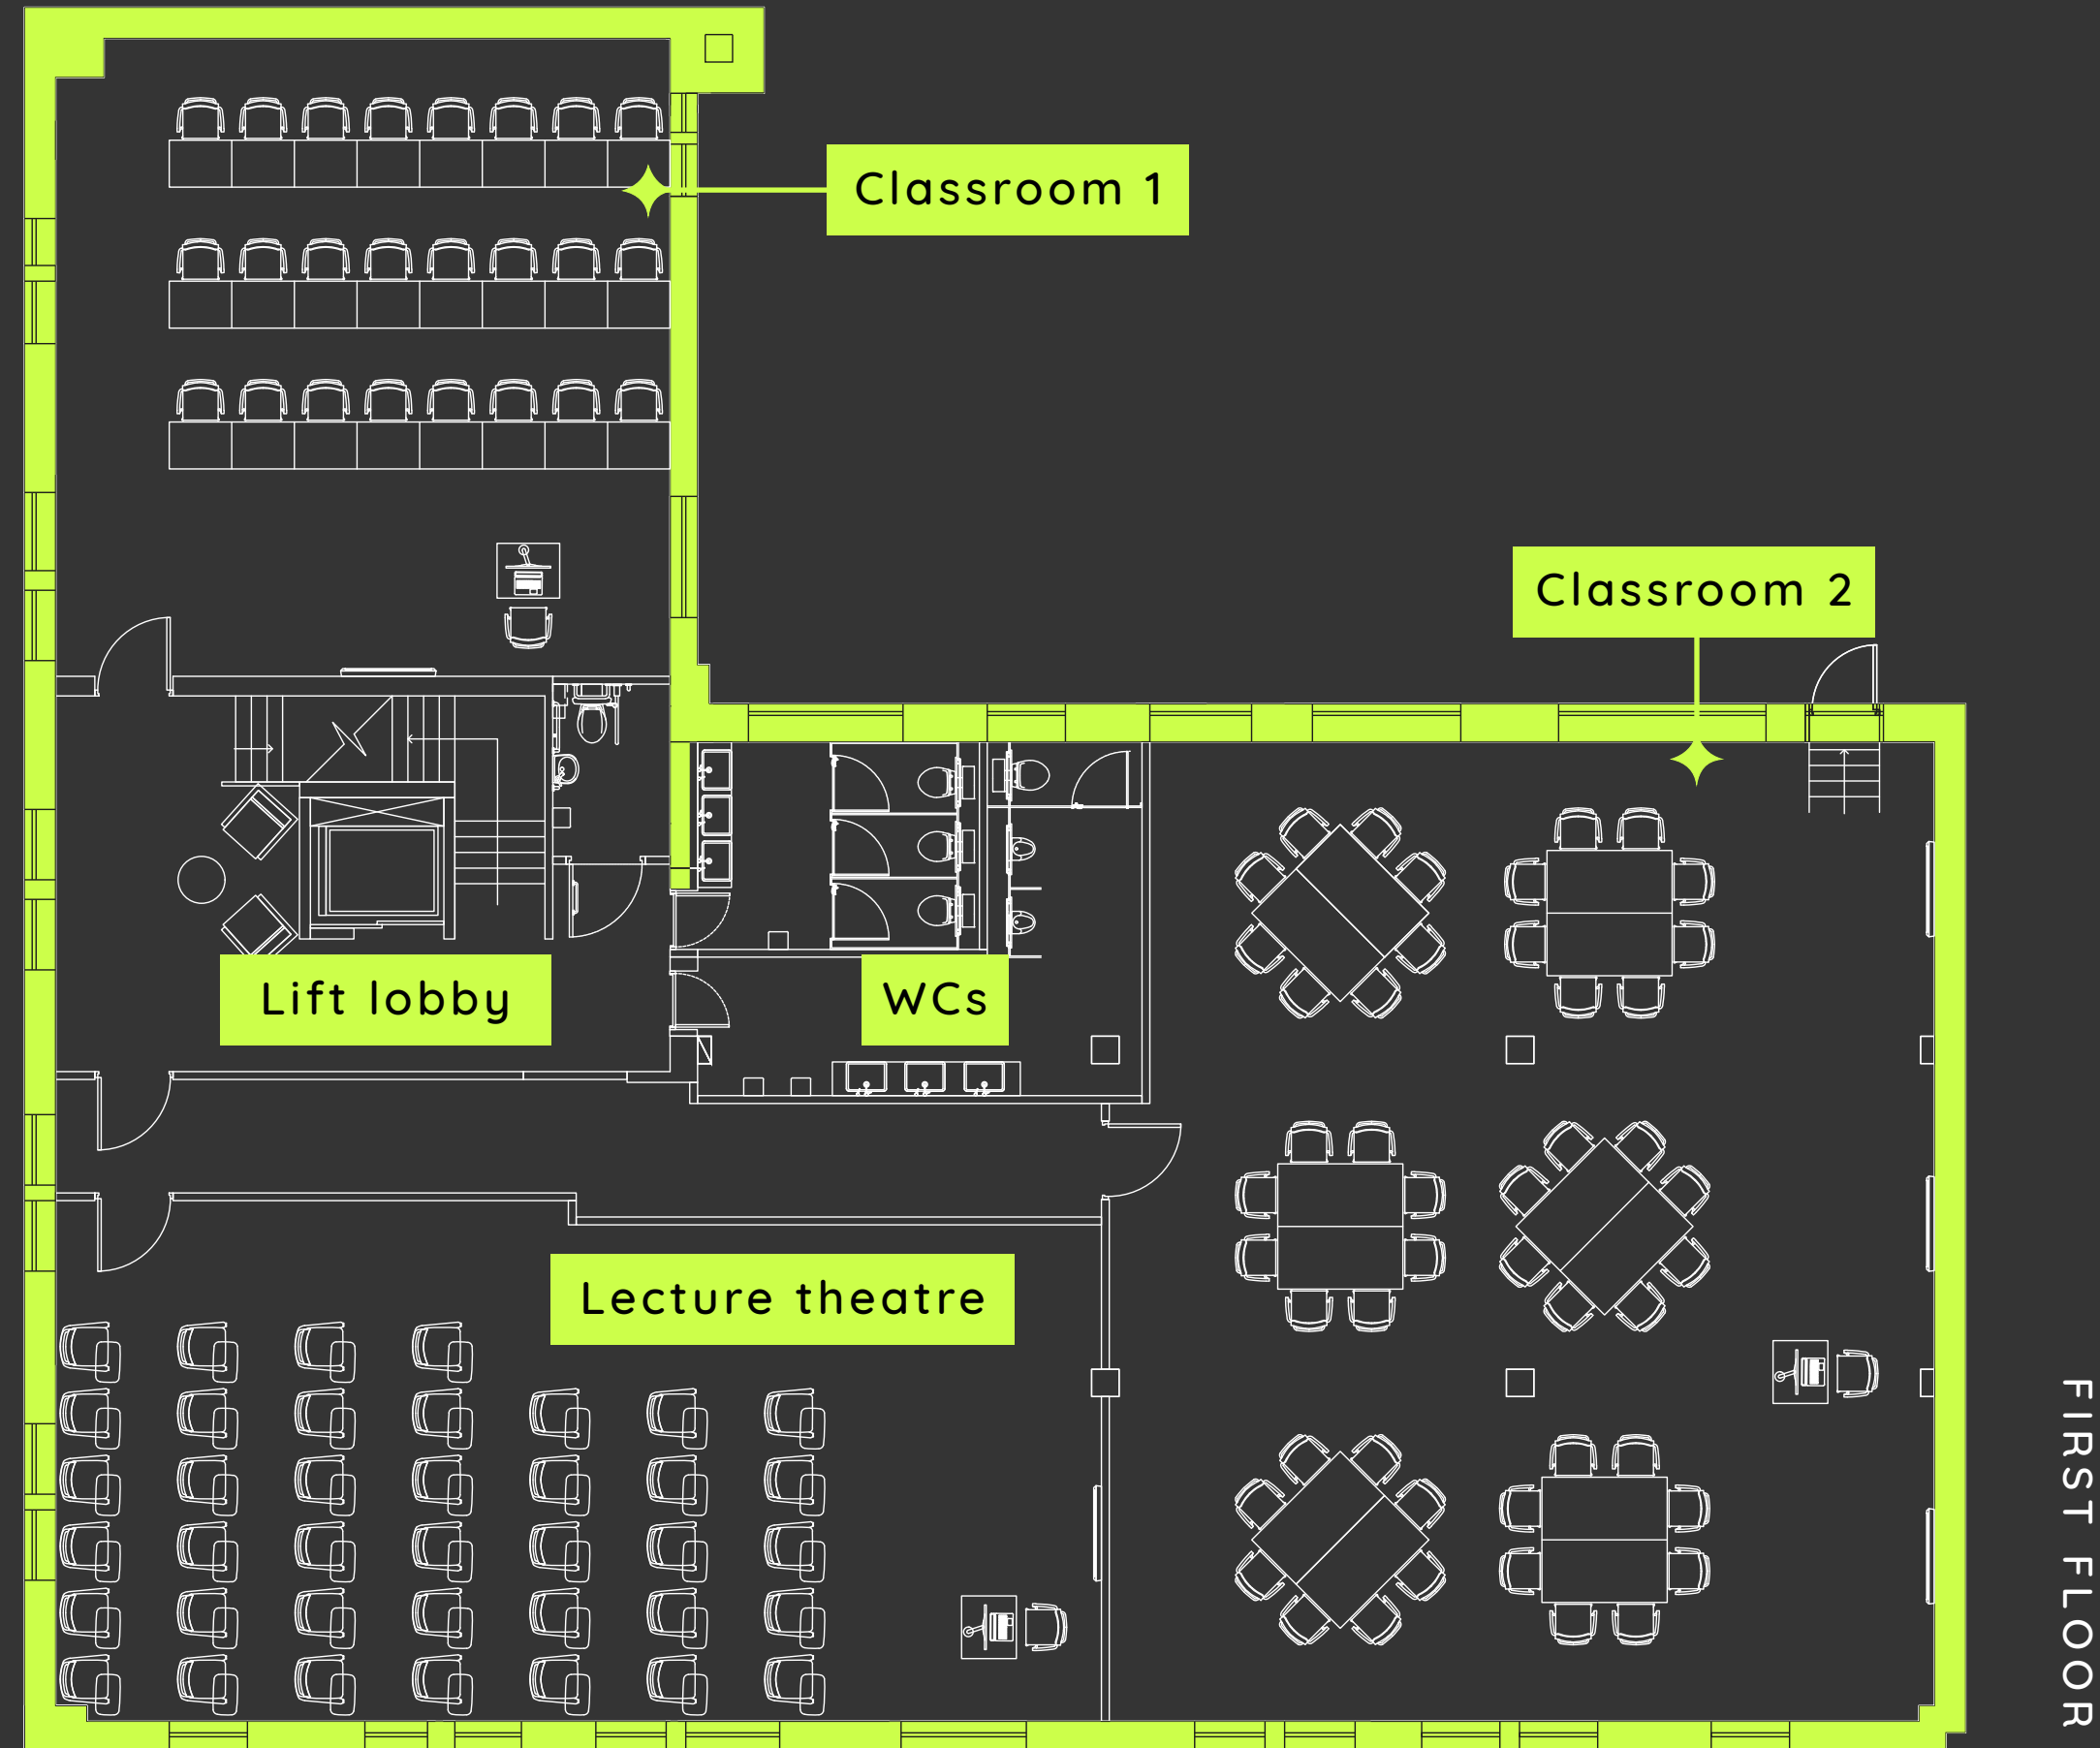 Classroom 1
Classroom 2
Lift lobby
WCs
Lecture theatre
FIRST FLOOR